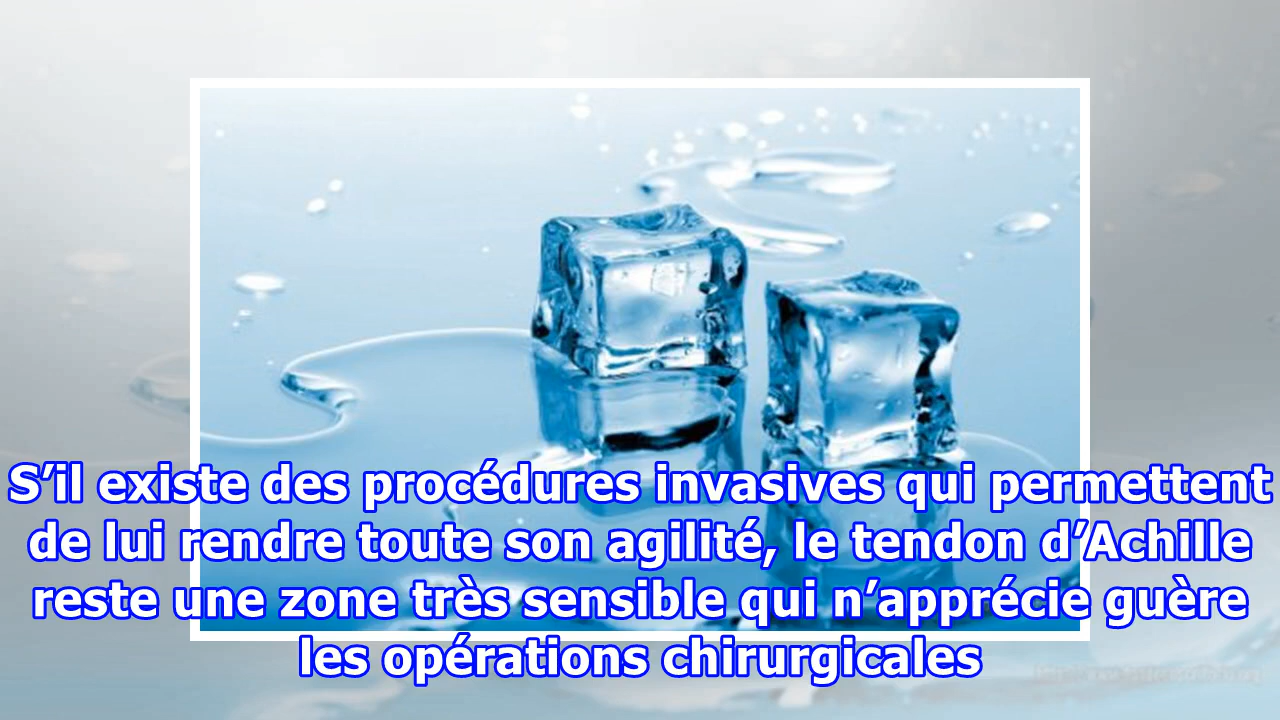 S’il existe des procédures invasives qui permettent
de lui rendre toute son agilité, le tendon d’Achille
reste une zone très sensible qui n’apprécie guère
les opérations chirurgicales